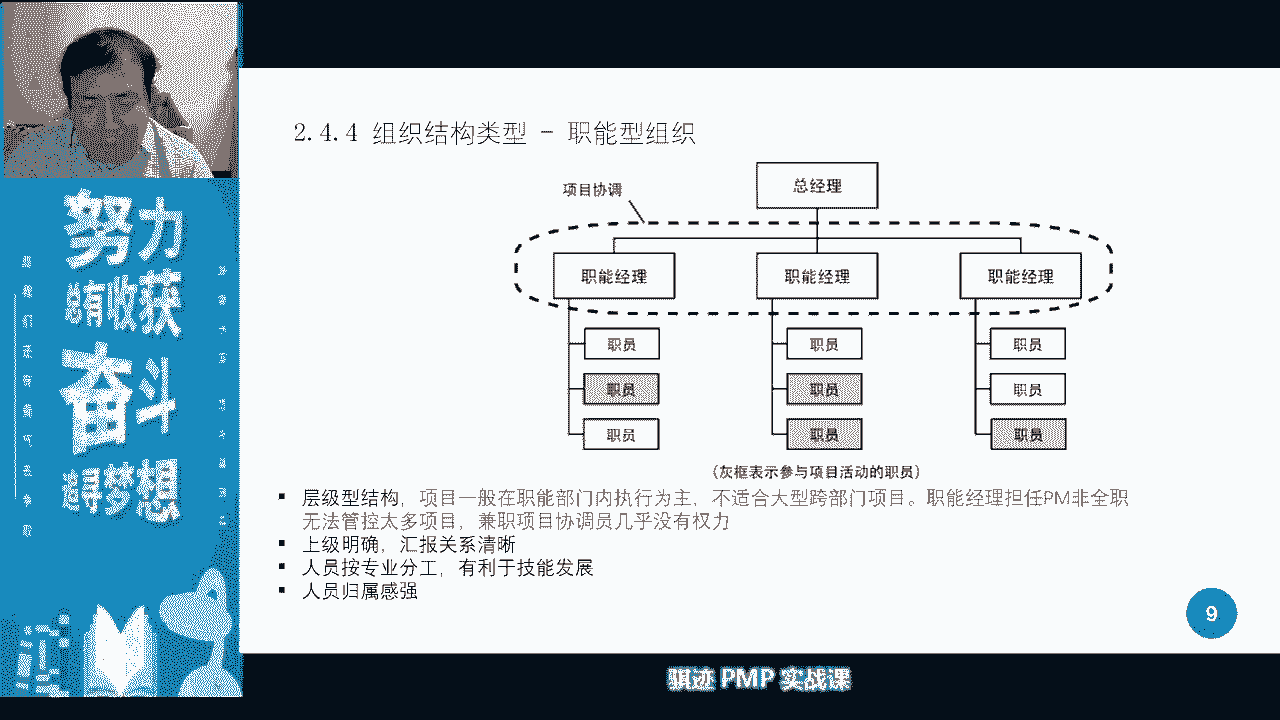 2.4.4 组织结构类型 - 职能型组织
项目协调
总经理
职能经理 职能经理 职能经理
职员 职员 职员
职员 职员 职员
职员 职员 职员
（灰框表示参与项目活动的职员）
▪ 层级型结构，项目一般在职能部门内执行为主，不适合大型跨部门项目。职能经理担任PM非全职
无法管控太多项目，兼职项目协调员几乎没有权力
▪ 上级明确，汇报关系清晰
▪ 人员按专业分工，有利于技能发展
▪ 人员归属感强
9
努力
总有收获
奋斗
追寻梦想
骐迹 PMP 实战课